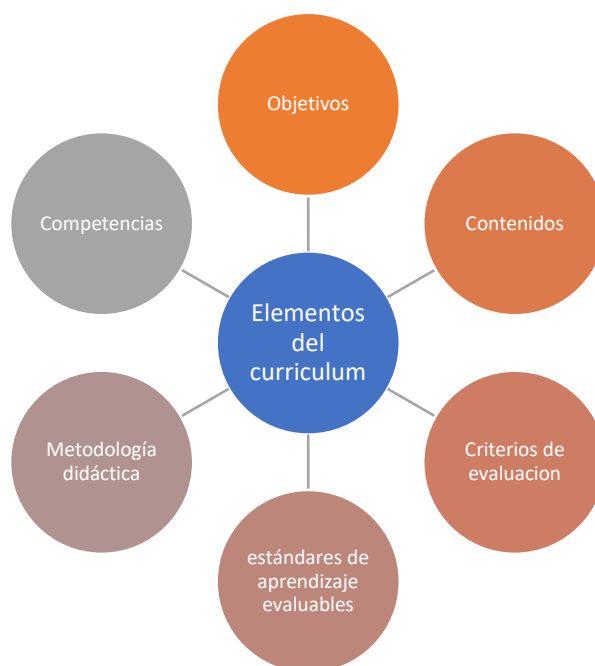 Objetivos
Contenidos
Criterios de
evaluacion
estándares de
aprendizaje
evaluables
Metodología
didáctica
Competencias
Elementos
del
curriculum